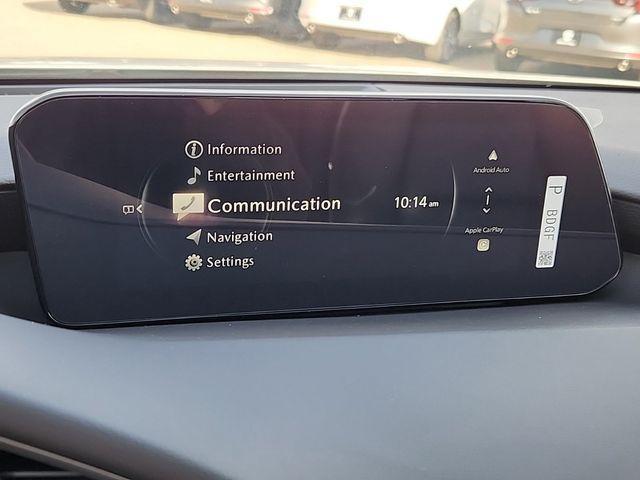 Information
Entertainment
Communication
Navigation
Settings
10:14 am
Android Auto
Apple CarPlay
P BDGF